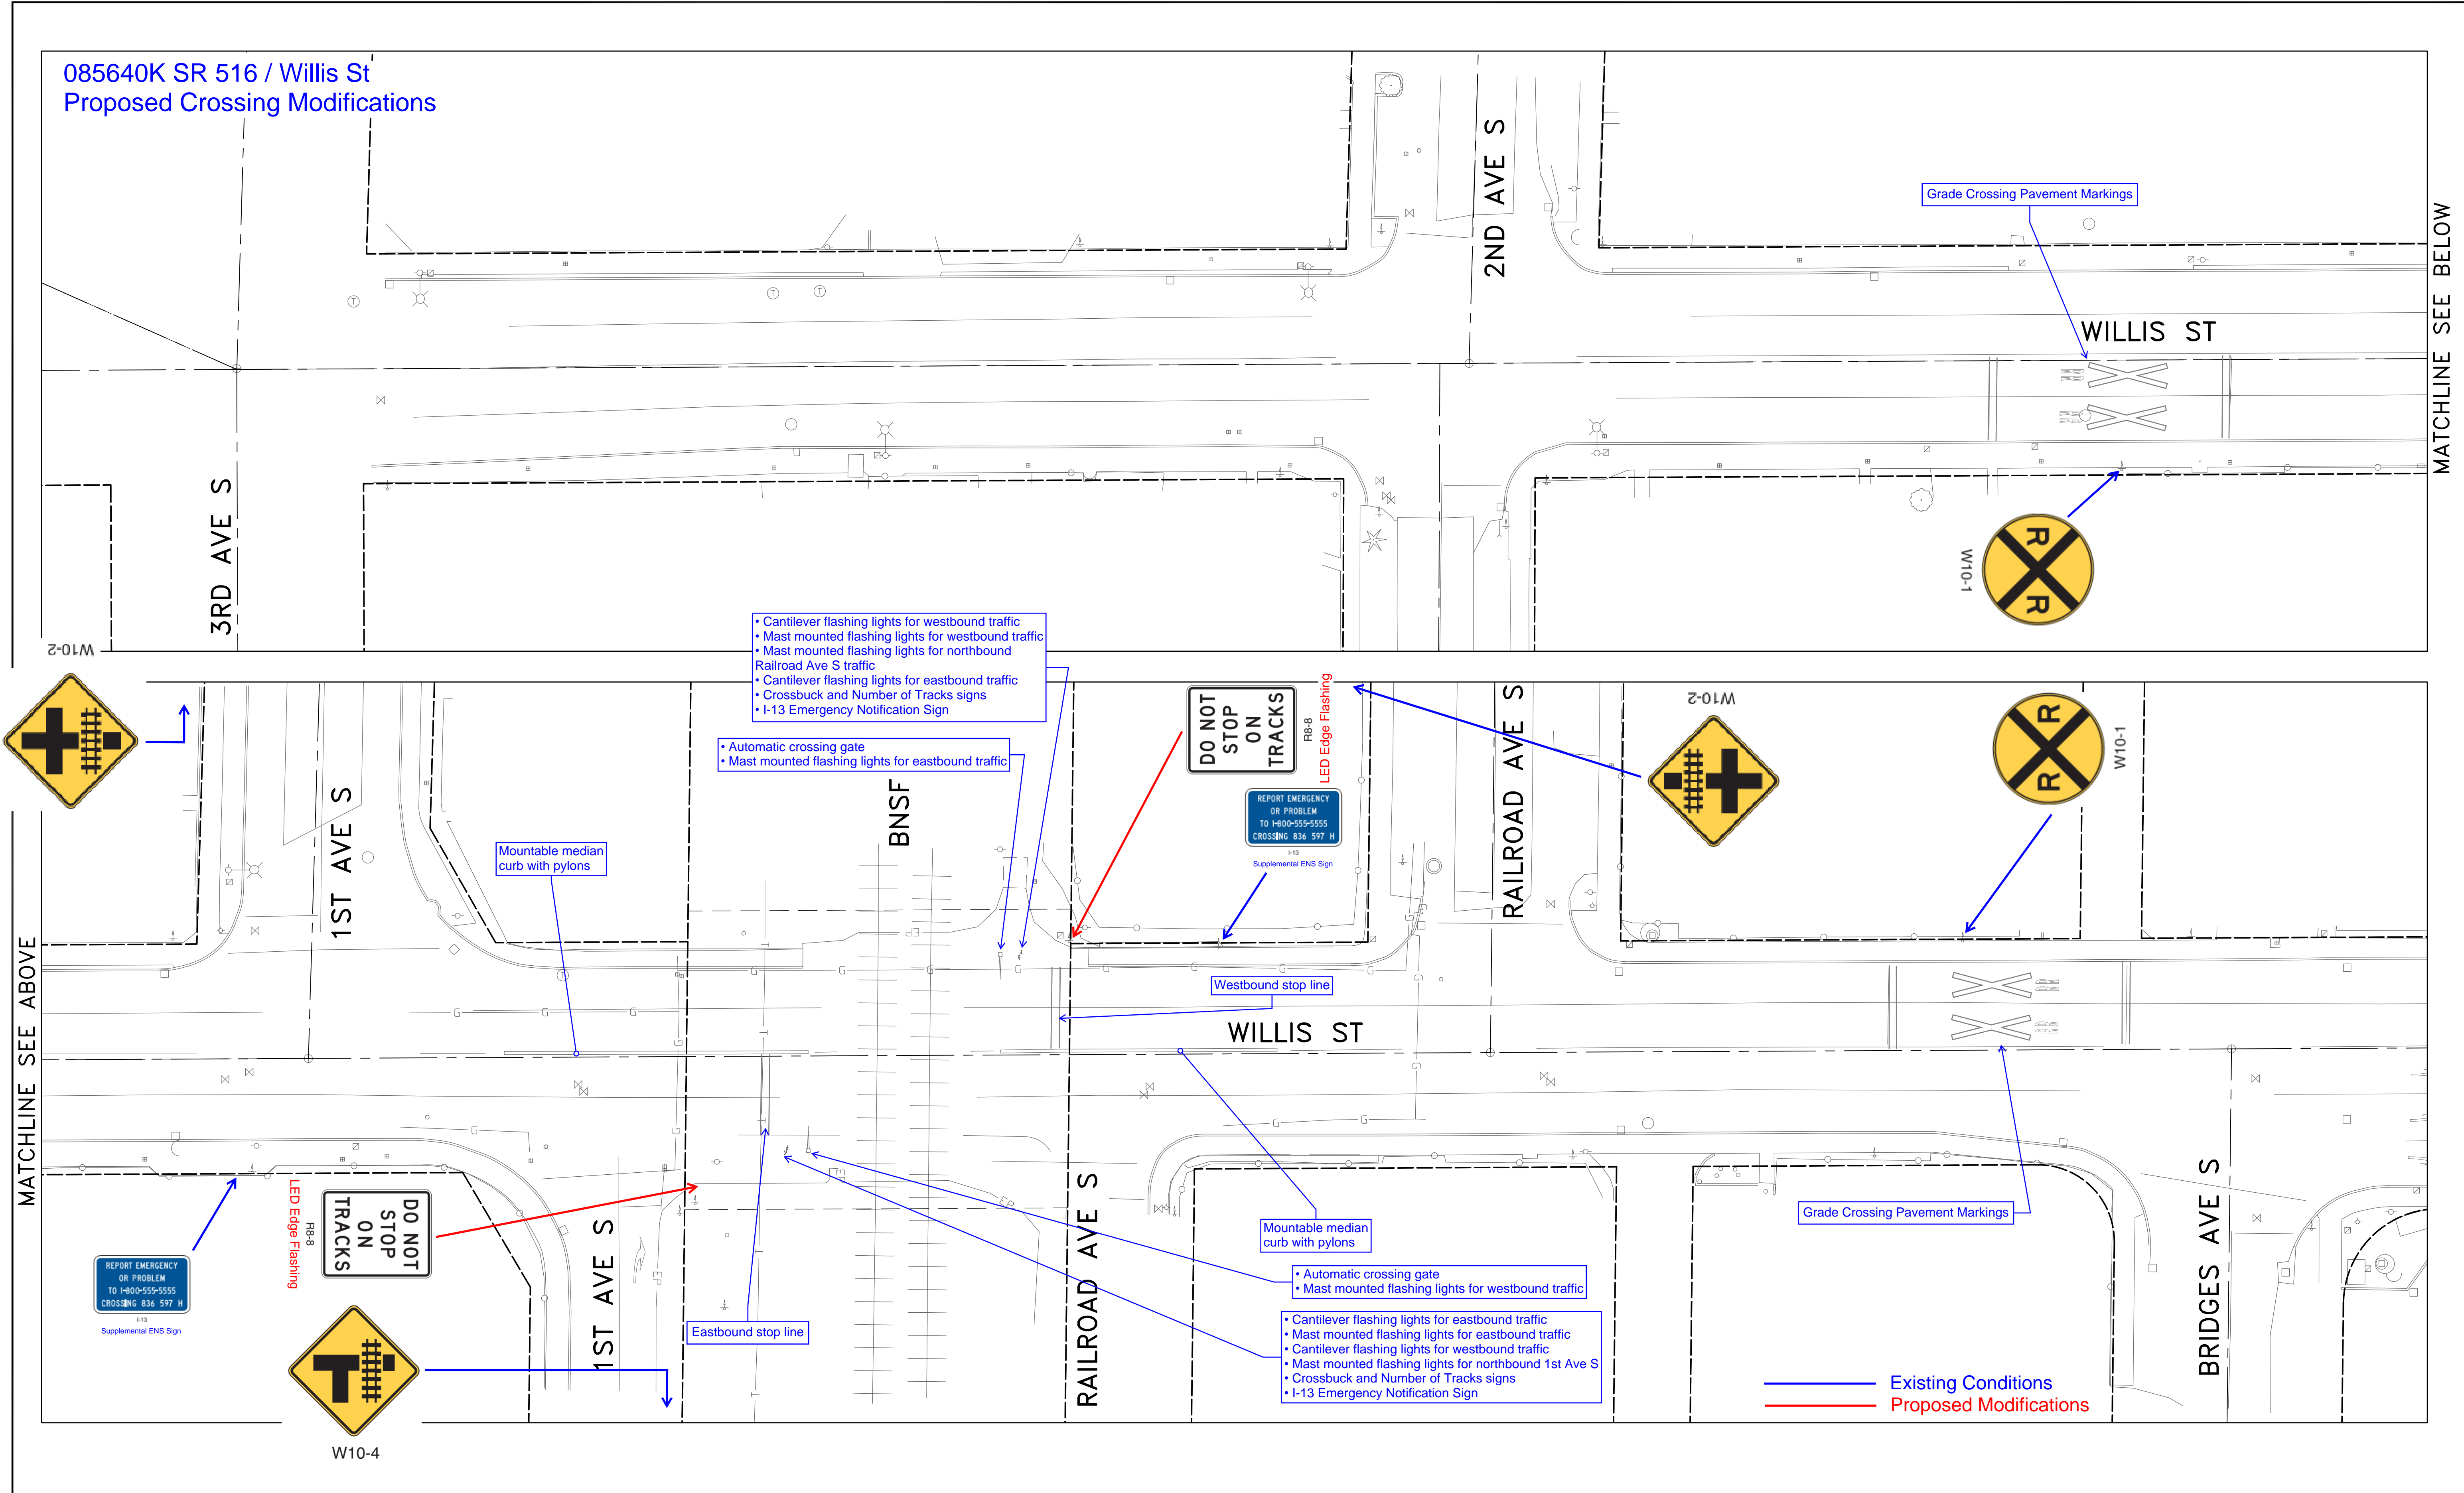 085640K SR 516 / Willis St
Proposed Crossing Modifications
2ND AVE S
Grade Crossing Pavement Markings
WILLIS ST
MATCHLINE SEE BELOW
3RD AVE S
R R
W10-1
W10-2
• Cantilever flashing lights for westbound traffic
• Mast mounted flashing lights for westbound traffic
• Mast mounted flashing lights for northbound
Railroad Ave S traffic
• Cantilever flashing lights for eastbound traffic
• Crossbuck and Number of Tracks signs
• I-13 Emergency Notification Sign
• Automatic crossing gate
• Mast mounted flashing lights for eastbound traffic
DO NOT
STOP
ON
TRACKS
R8-8
LED Edge Flashing
REPORT EMERGENCY
OR PROBLEM
TO 1-800-555-5555
CROSSING 836 597 H
I-13
Supplemental ENS Sign
RAILROAD AVE S
W10-2
R R
W10-1
1ST AVE S
BNSF
Mountable median
curb with pylons
MATCHLINE SEE ABOVE
Westbound stop line
WILLIS ST
LED Edge Flashing
R8-8
DO NOT
STOP
ON
TRACKS
REPORT EMERGENCY
OR PROBLEM
TO 1-800-555-5555
CROSSING 836 597 H
I-13
Supplemental ENS Sign
W10-4
1ST AVE S
Eastbound stop line
RAILROAD AVE S
Mountable median
curb with pylons
• Automatic crossing gate
• Mast mounted flashing lights for westbound traffic
• Cantilever flashing lights for eastbound traffic
• Mast mounted flashing lights for eastbound traffic
• Cantilever flashing lights for westbound traffic
• Mast mounted flashing lights for northbound 1st Ave S
• Crossbuck and Number of Tracks signs
• I-13 Emergency Notification Sign
Grade Crossing Pavement Markings
BRIDGES AVE S
Existing Conditions
Proposed Modifications